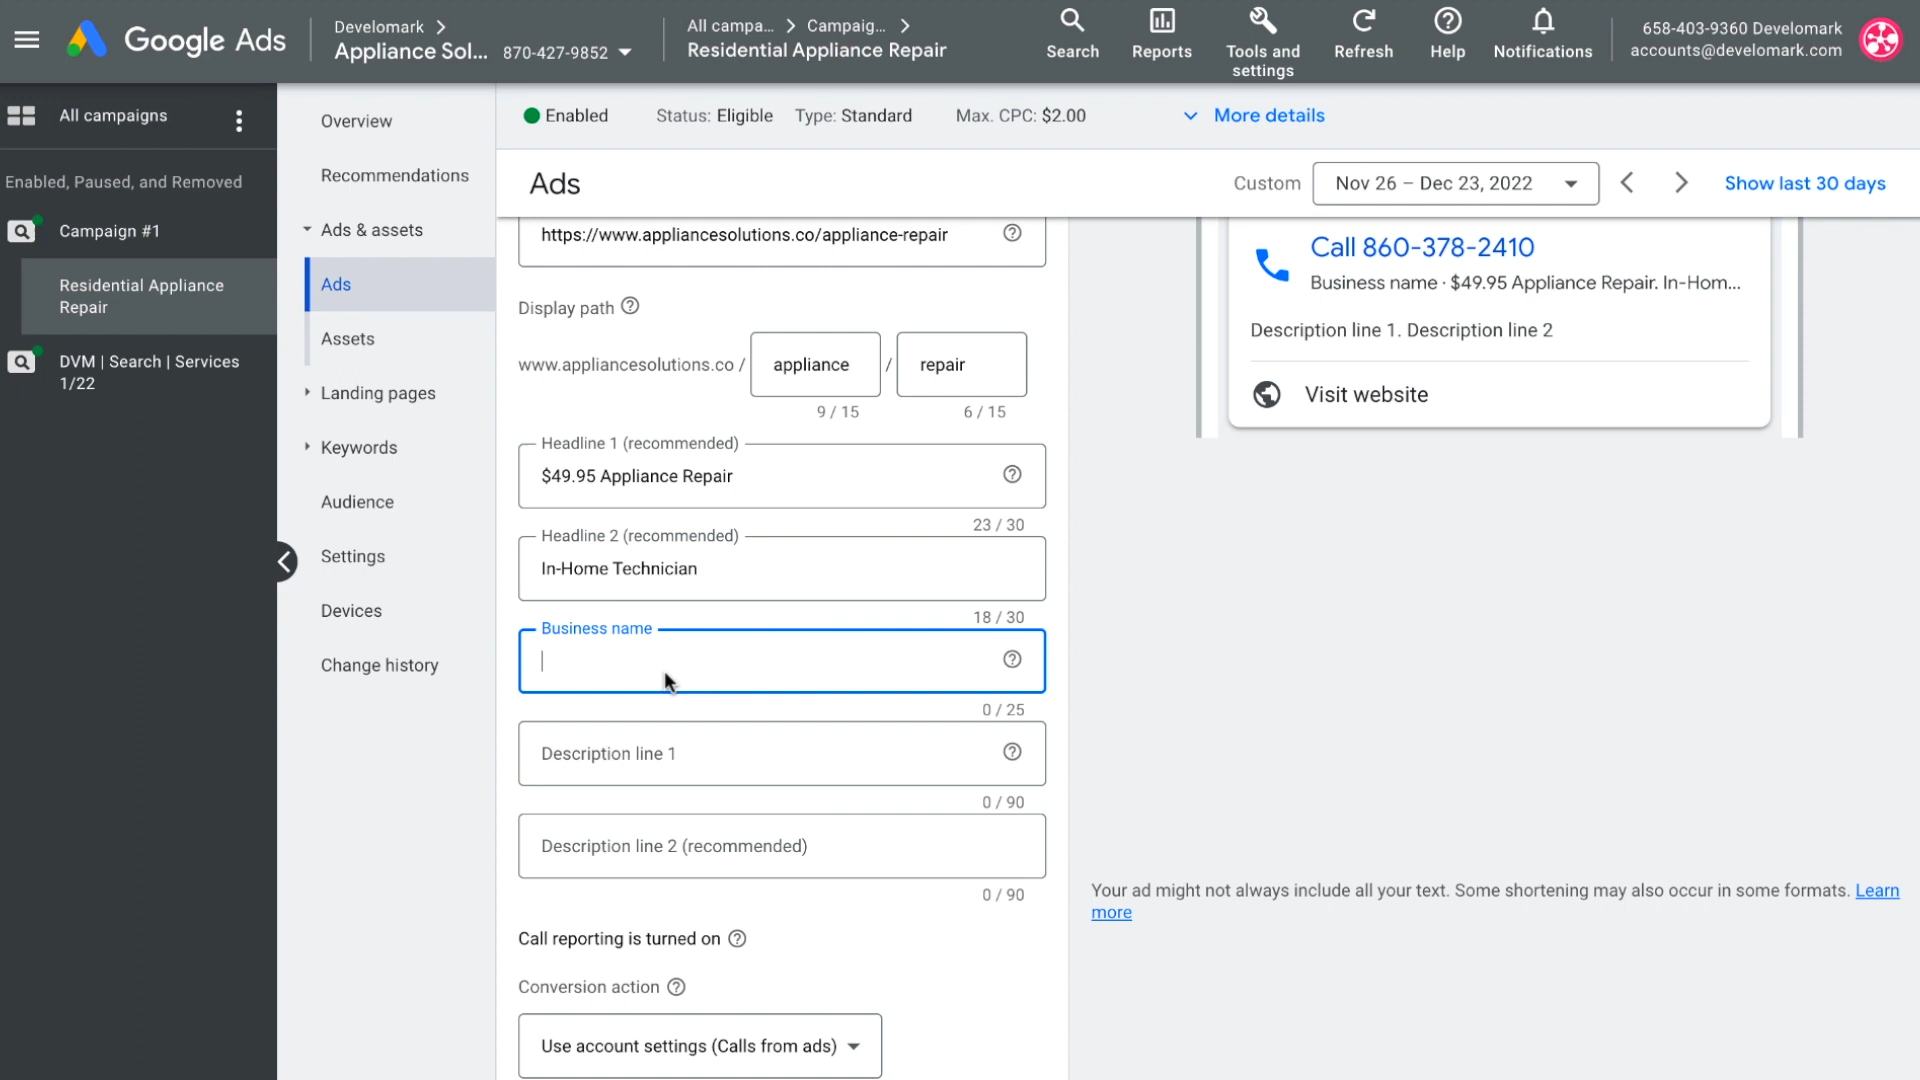 Google Ads
Develomark
Appliance Sol... 870-427-9852
All campa... Campaig...
Residential Appliance Repair
Search
Reports
Tools and
settings
Refresh
Help
Notifications
658-403-9360 Develomark
accounts@develomark.com
All campaigns
Enabled, Paused, and Removed
Campaign #1
Residential Appliance
Repair
DVM | Search | Services
1/22
Overview
Recommendations
Ads & assets
Ads
Assets
Landing pages
Keywords
Audience
Settings
Devices
Change history
Enabled Status: Eligible Type: Standard Max. CPC: $2.00 More details
Ads
Custom Nov 26 – Dec 23, 2022 Show last 30 days
https://www.appliancesolutions.co/appliance-repair
Display path
www.appliancesolutions.co / appliance / repair
9 / 15 6 / 15
Headline 1 (recommended)
$49.95 Appliance Repair
23 / 30
Headline 2 (recommended)
In-Home Technician
18 / 30
Business name
0 / 25
Description line 1
0 / 90
Description line 2 (recommended)
0 / 90
Call reporting is turned on
Conversion action
Use account settings (Calls from ads)
Call 860-378-2410
Business name · $49.95 Appliance Repair. In-Hom...
Description line 1. Description line 2
Visit website
Your ad might not always include all your text. Some shortening may also occur in some formats. Learn
more